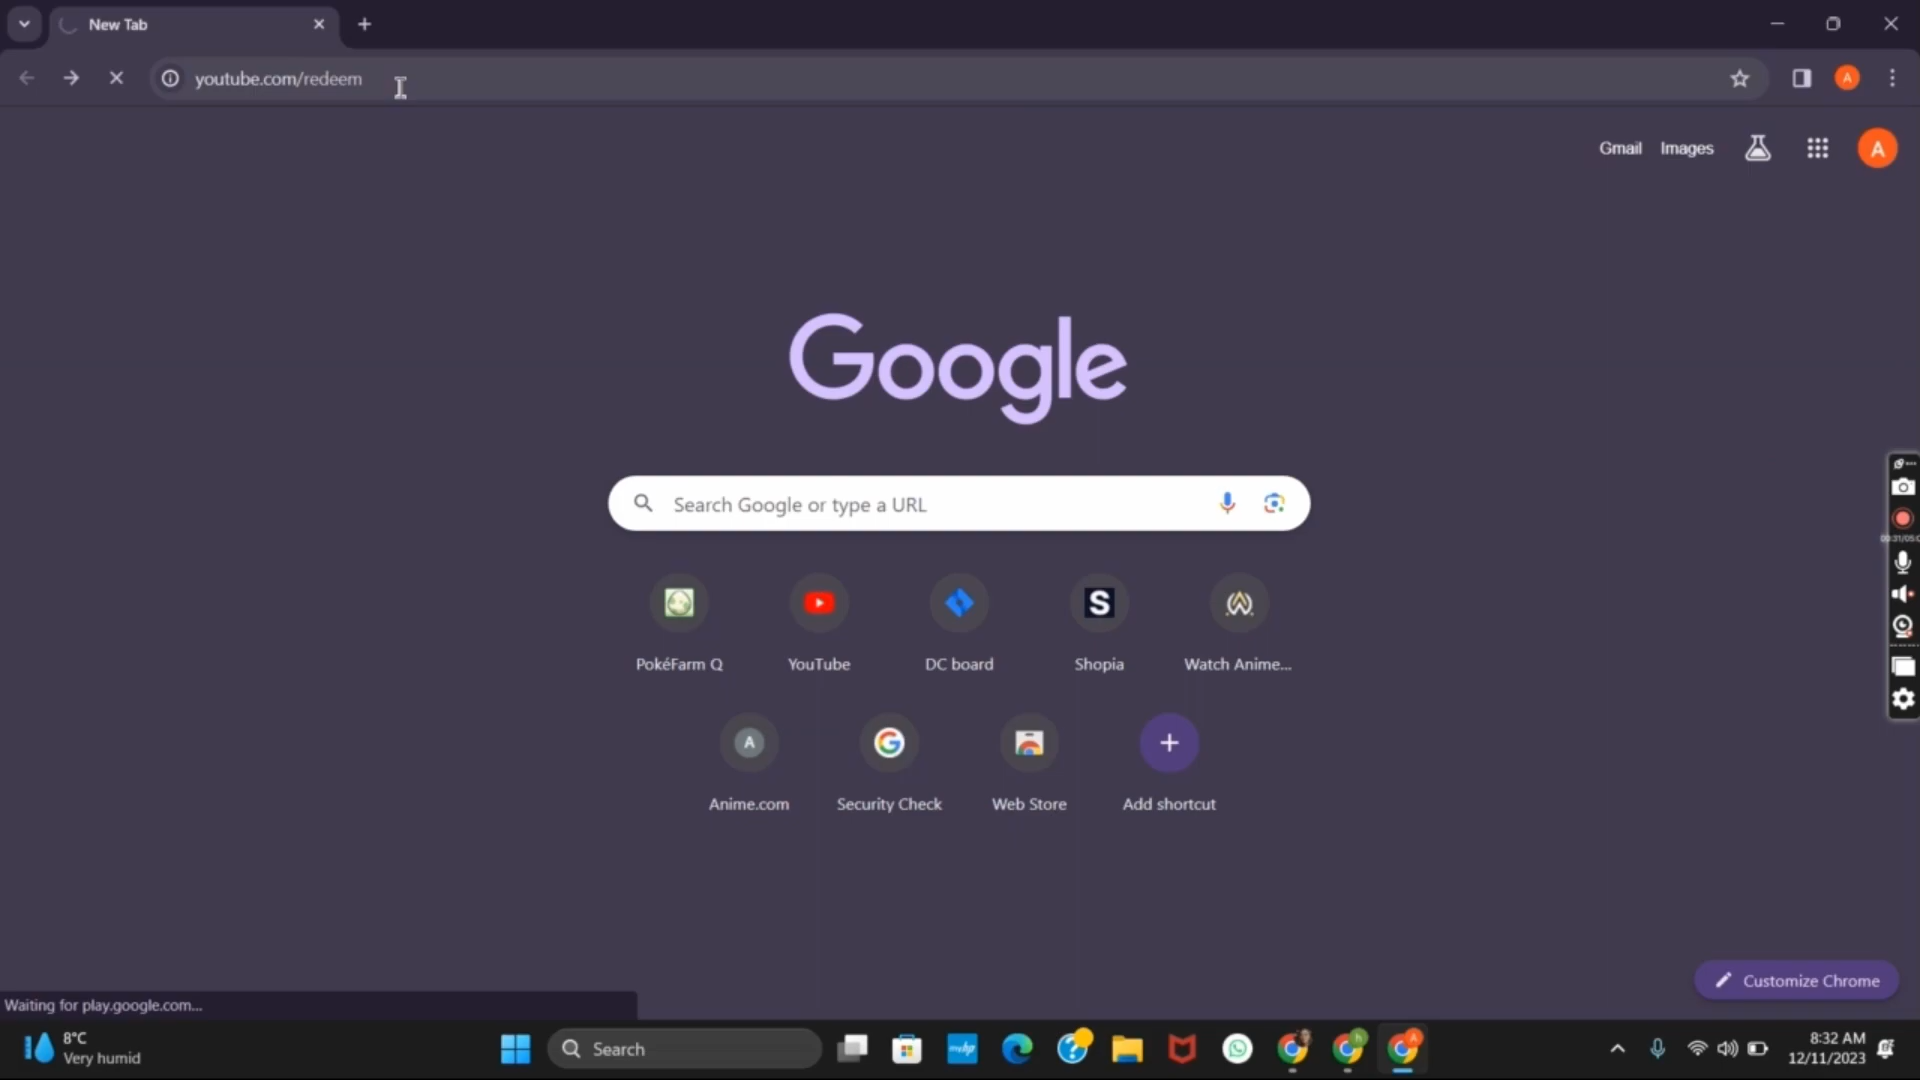 New Tab
youtube.com/redeem
A
Gmail
Images
A
Google
Search Google or type a URL
PokéFarm Q
YouTube
DC board
S
Shopia
Watch Anime...
A
Anime.com
Security Check
Web Store
Add shortcut
Customize Chrome
Waiting for play.google.com...
8°C
Very humid
Search
myhp
8:32 AM
12/11/2023